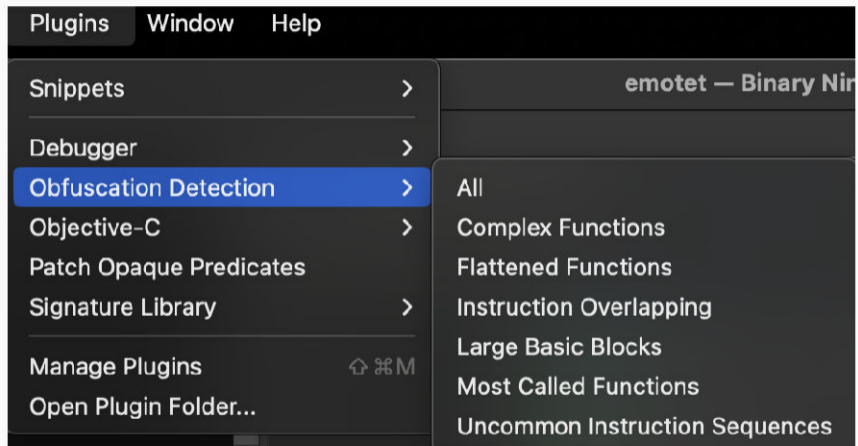 Plugins Window Help
emotet — Binary Nin
Snippets
Debugger
Obfuscation Detection
Objective-C
Patch Opaque Predicates
Signature Library
Manage Plugins ⇧⌘M
Open Plugin Folder...
All
Complex Functions
Flattened Functions
Instruction Overlapping
Large Basic Blocks
Most Called Functions
Uncommon Instruction Sequences